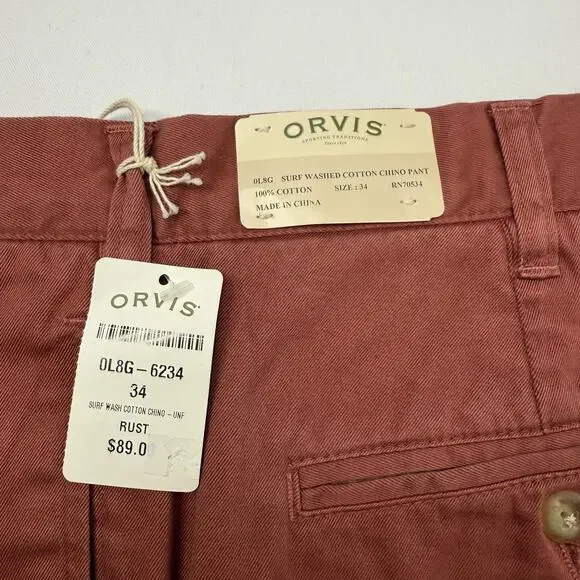 ORVIS
SPORTING TRADITIONS
Since 1856
0L8G SURF WASHED COTTON CHINO PANT
100% COTTON SIZE : 34 RN70534
MADE IN CHINA
ORVIS
0L8G-6234
34
SURF WASH COTTON CHINO - UNF
RUST
$89.0